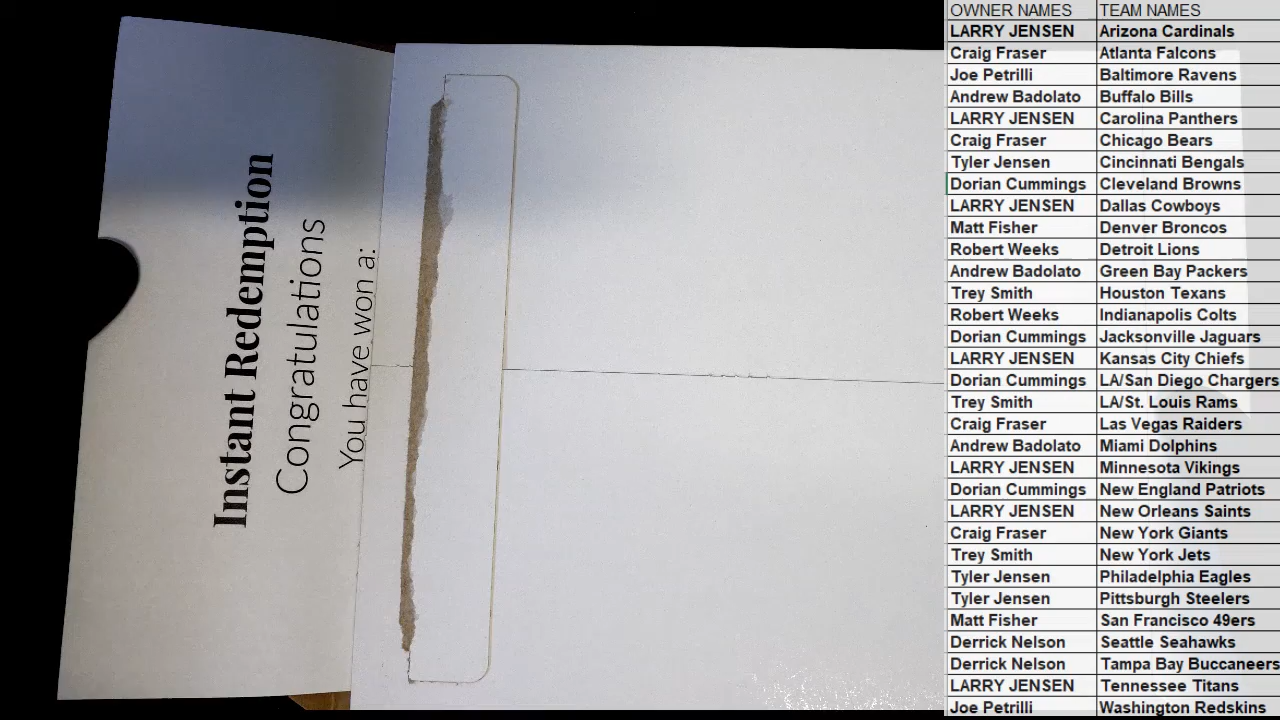 Instant Redemption
Congratulations
You have won a:
OWNER NAMES TEAM NAMES
LARRY JENSEN Arizona Cardinals
Craig Fraser Atlanta Falcons
Joe Petrilli Baltimore Ravens
Andrew Badolato Buffalo Bills
LARRY JENSEN Carolina Panthers
Craig Fraser Chicago Bears
Tyler Jensen Cincinnati Bengals
Dorian Cummings Cleveland Browns
LARRY JENSEN Dallas Cowboys
Matt Fisher Denver Broncos
Robert Weeks Detroit Lions
Andrew Badolato Green Bay Packers
Trey Smith Houston Texans
Robert Weeks Indianapolis Colts
Dorian Cummings Jacksonville Jaguars
LARRY JENSEN Kansas City Chiefs
Dorian Cummings LA/San Diego Chargers
Trey Smith LA/St. Louis Rams
Craig Fraser Las Vegas Raiders
Andrew Badolato Miami Dolphins
LARRY JENSEN Minnesota Vikings
Dorian Cummings New England Patriots
LARRY JENSEN New Orleans Saints
Craig Fraser New York Giants
Trey Smith New York Jets
Tyler Jensen Philadelphia Eagles
Tyler Jensen Pittsburgh Steelers
Matt Fisher San Francisco 49ers
Derrick Nelson Seattle Seahawks
Derrick Nelson Tampa Bay Buccaneers
LARRY JENSEN Tennessee Titans
Joe Petrilli Washington Redskins